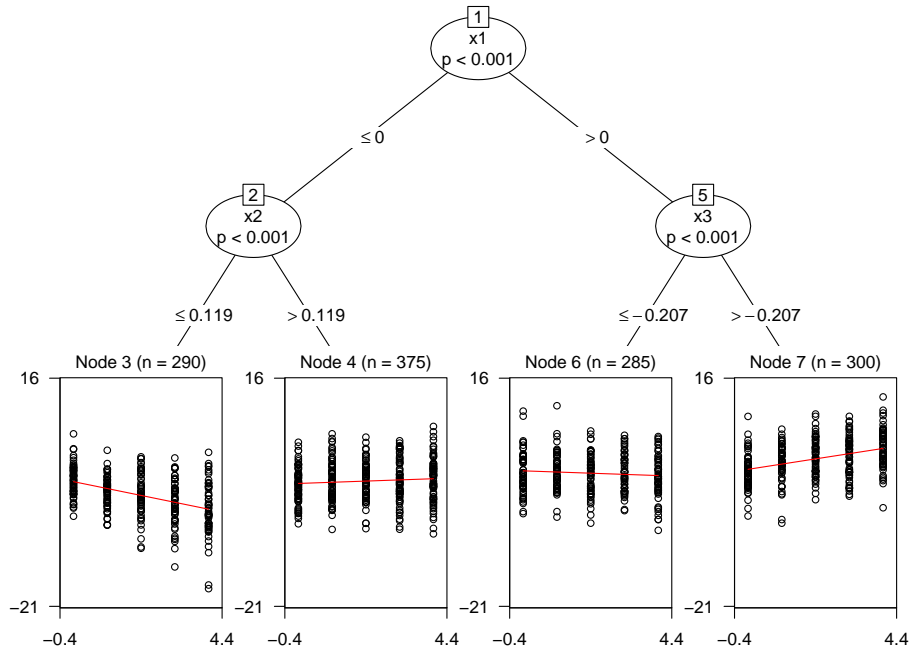 1
x1
p < 0.001
≤ 0
> 0
2
x2
p < 0.001
5
x3
p < 0.001
≤ 0.119
> 0.119
≤ −0.207
> −0.207
Node 3 (n = 290)
Node 4 (n = 375)
Node 6 (n = 285)
Node 7 (n = 300)
16
16
16
16
−21
−21
−21
−21
−0.4
4.4
−0.4
4.4
−0.4
4.4
−0.4
4.4